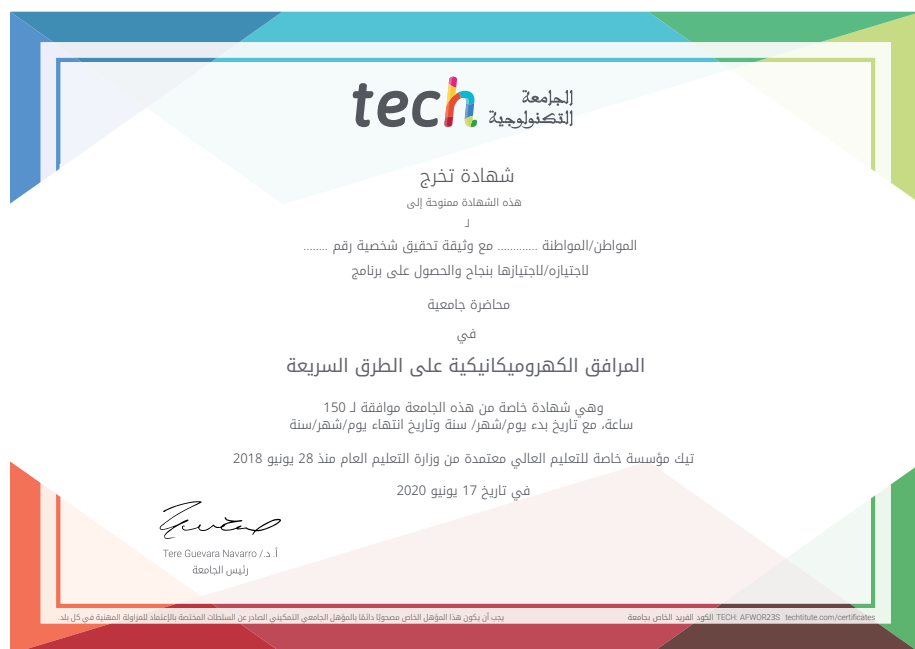 tech الجامعة
التكنولوجية
شهادة تخرج
هذه الشهادة ممنوحة إلى
لـ
المواطن/المواطنة ............. مع وثيقة تحقيق شخصية رقم ........
لاجتيازه/لاجتيازها بنجاح والحصول على برنامج
محاضرة جامعية
في
المرافق الكهروميكانيكية على الطرق السريعة
وهي شهادة خاصة من هذه الجامعة موافقة لـ 150
ساعة، مع تاريخ بدء يوم/شهر/ سنة وتاريخ انتهاء يوم/شهر/سنة
تيك مؤسسة خاصة للتعليم العالي معتمدة من وزارة التعليم العام منذ 28 يونيو 2018
في تاريخ 17 يونيو 2020
أ. د./ Tere Guevara Navarro
رئيس الجامعة
يجب أن يكون هذا المؤهل الخاص مصحوبًا دائمًا بالمؤهل الجامعي التمكيني الصادر عن السلطات المختصة بالإعتماد للمزاولة المهنية في كل بلد.
الكود الفريد الخاص بجامعة TECH: AFWOR23S techtitute.com/certificates